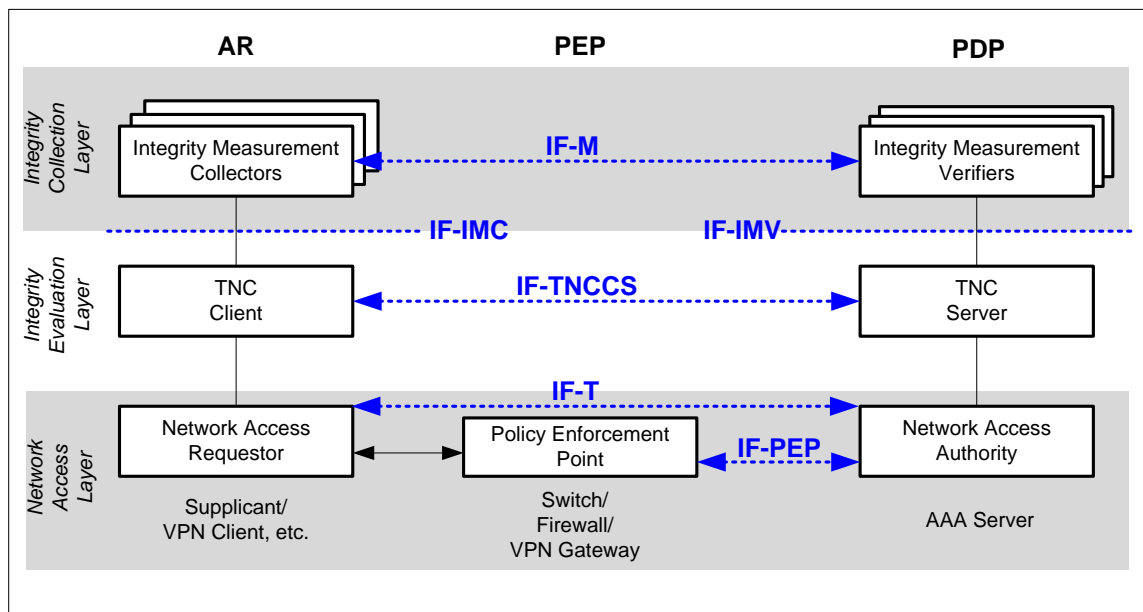 AR
PEP
PDP
Integrity
Collection
Layer
Integrity Measurement
Collectors
IF-M
Integrity Measurement
Verifiers
IF-IMC
IF-IMV
Integrity
Evaluation
Layer
TNC
Client
IF-TNCCS
TNC
Server
Network
Access
Layer
IF-T
Network Access
Requestor
Policy Enforcement
Point
IF-PEP
Network Access
Authority
Supplicant/
VPN Client, etc.
Switch/
Firewall/
VPN Gateway
AAA Server